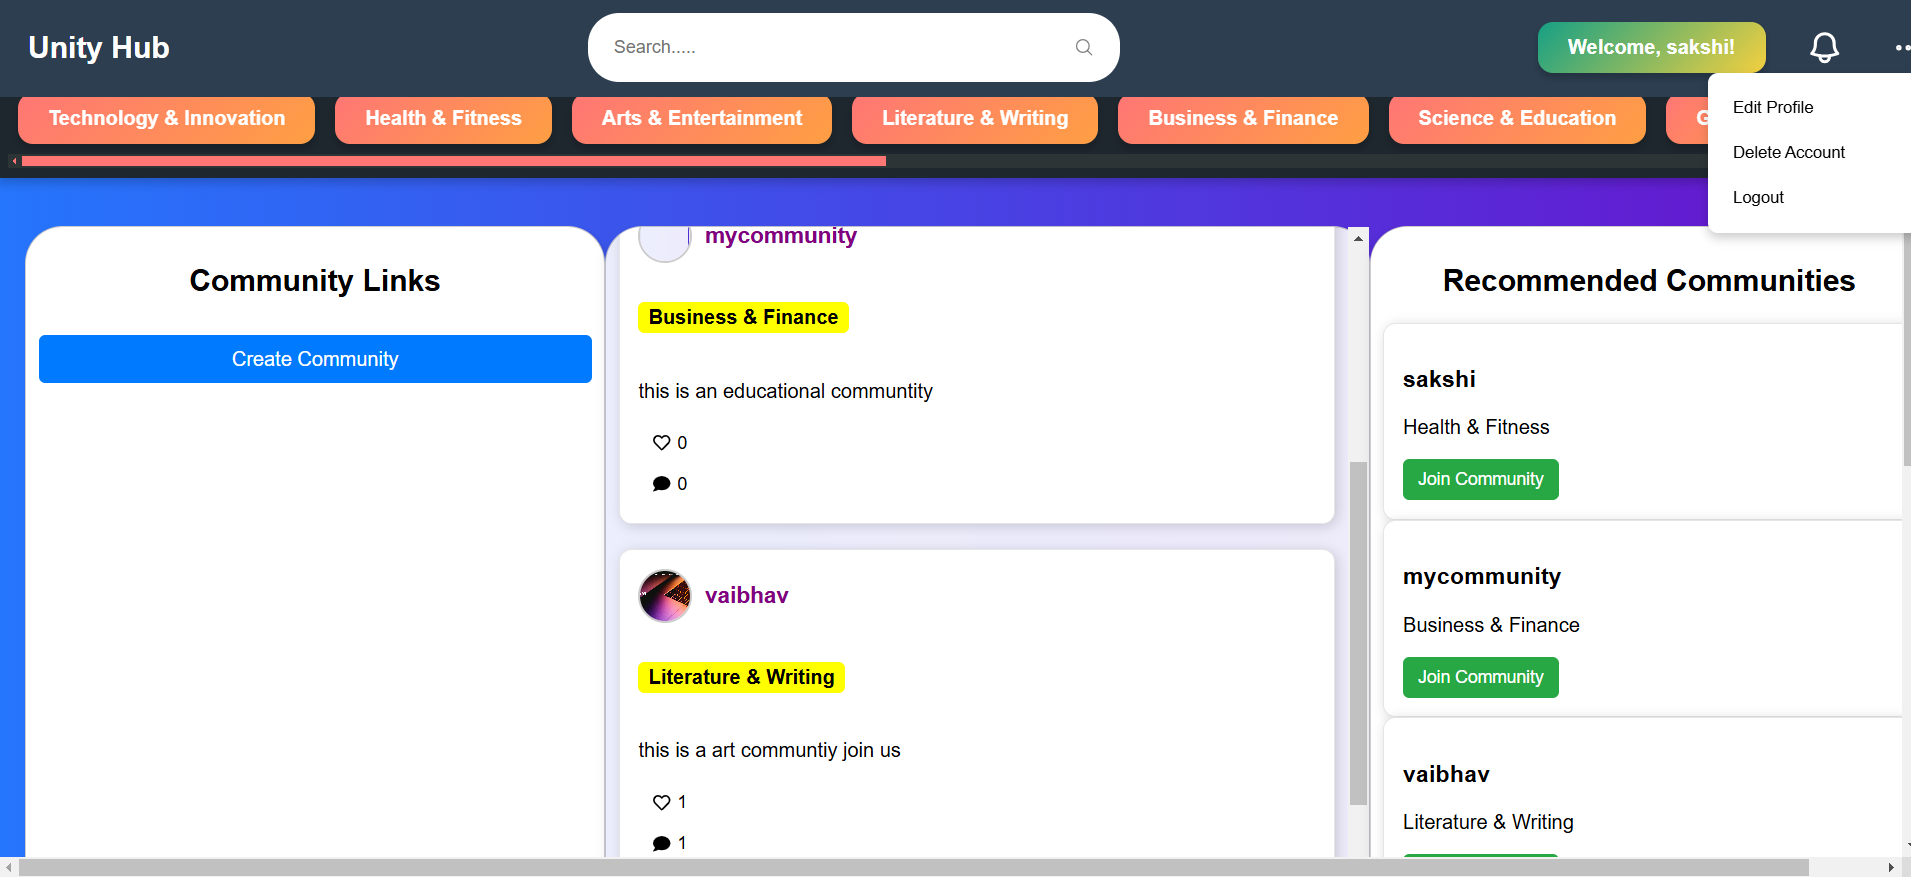 Unity Hub
Search.....
Welcome, sakshi!
Edit Profile
Delete Account
Logout
Technology & Innovation
Health & Fitness
Arts & Entertainment
Literature & Writing
Business & Finance
Science & Education
Community Links
Create Community
mycommunity
Business & Finance
this is an educational communtity
0
0
vaibhav
Literature & Writing
this is a art communtiy join us
1
1
Recommended Communities
sakshi
Health & Fitness
Join Community
mycommunity
Business & Finance
Join Community
vaibhav
Literature & Writing